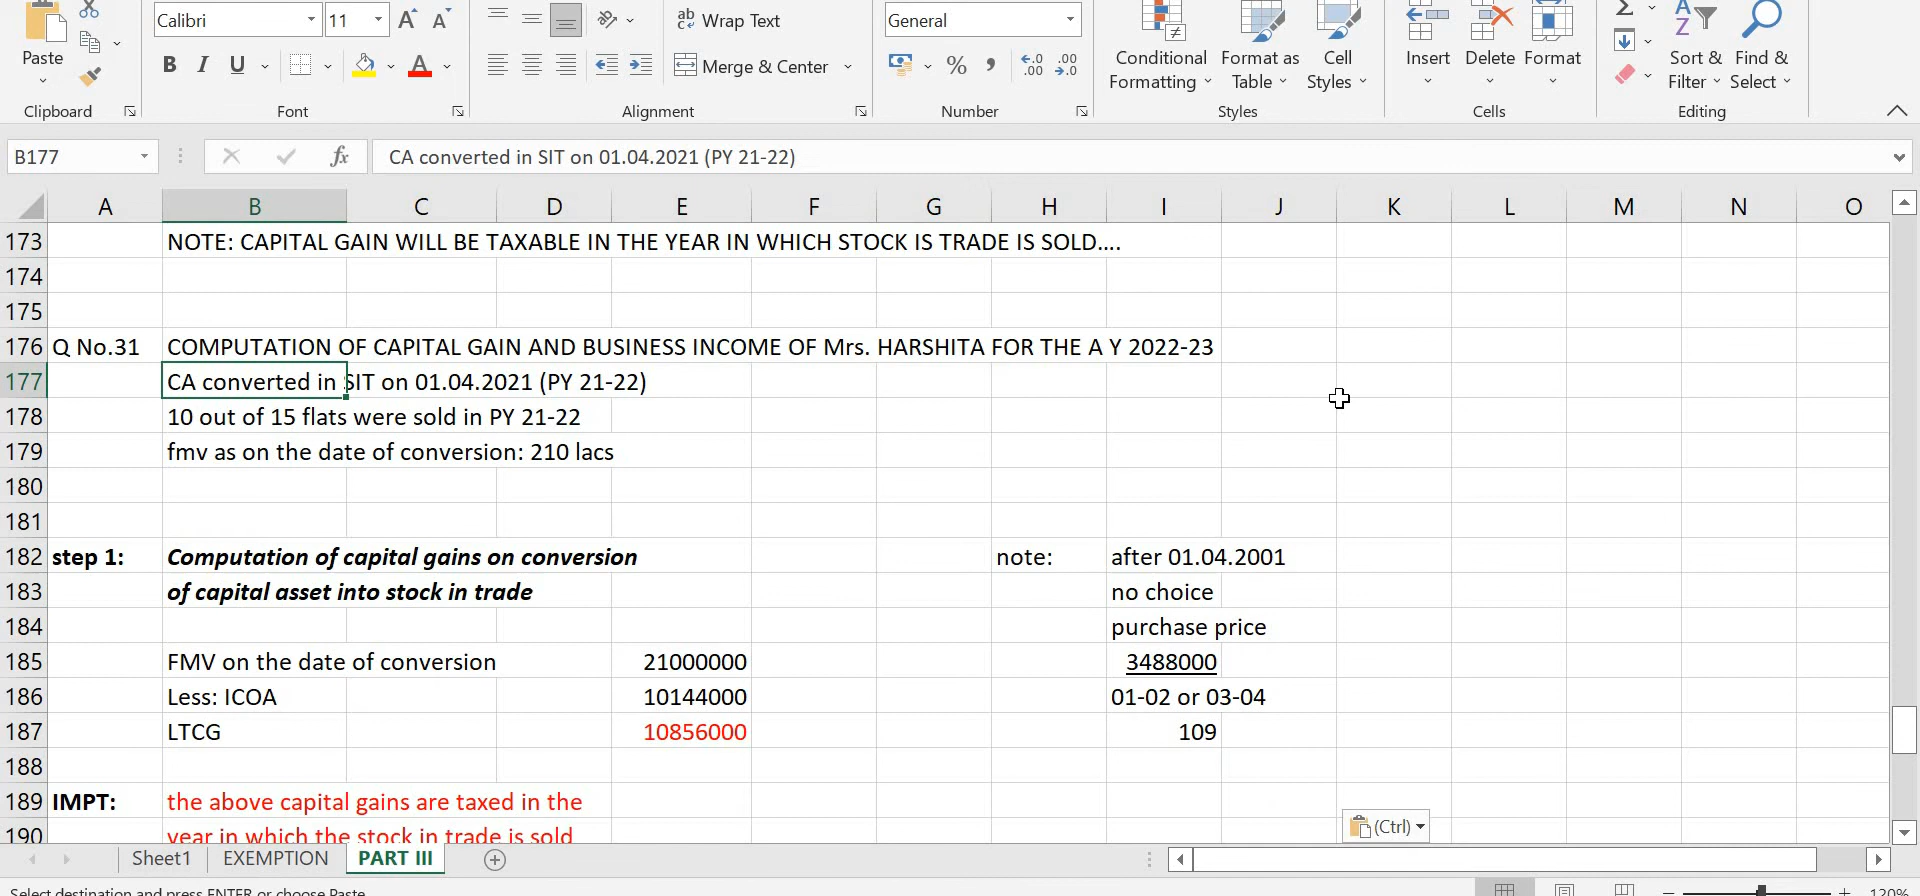 Calibri 11 Wrap Text General
Paste B I U Merge & Center % , Conditional Formatting Format as Table Cell Styles Insert Delete Format Sort & Filter Find & Select
Clipboard Font Alignment Number Styles Cells Editing
B177 fx CA converted in SIT on 01.04.2021 (PY 21-22)
A B C D E F G H I J K L M N O
173 NOTE: CAPITAL GAIN WILL BE TAXABLE IN THE YEAR IN WHICH STOCK IS TRADE IS SOLD....
174
175
176 Q No.31 COMPUTATION OF CAPITAL GAIN AND BUSINESS INCOME OF Mrs. HARSHITA FOR THE A Y 2022-23
177 CA converted in SIT on 01.04.2021 (PY 21-22)
178 10 out of 15 flats were sold in PY 21-22
179 fmv as on the date of conversion: 210 lacs
180
181
182 step 1: Computation of capital gains on conversion note: after 01.04.2001
183 of capital asset into stock in trade no choice
184 purchase price
185 FMV on the date of conversion 21000000 3488000
186 Less: ICOA 10144000 01-02 or 03-04
187 LTCG 10856000 109
188
189 IMPT: the above capital gains are taxed in the
190 year in which the stock in trade is sold
(Ctrl)
Sheet1 EXEMPTION PART III
Select destination and press ENTER or choose Paste 120%